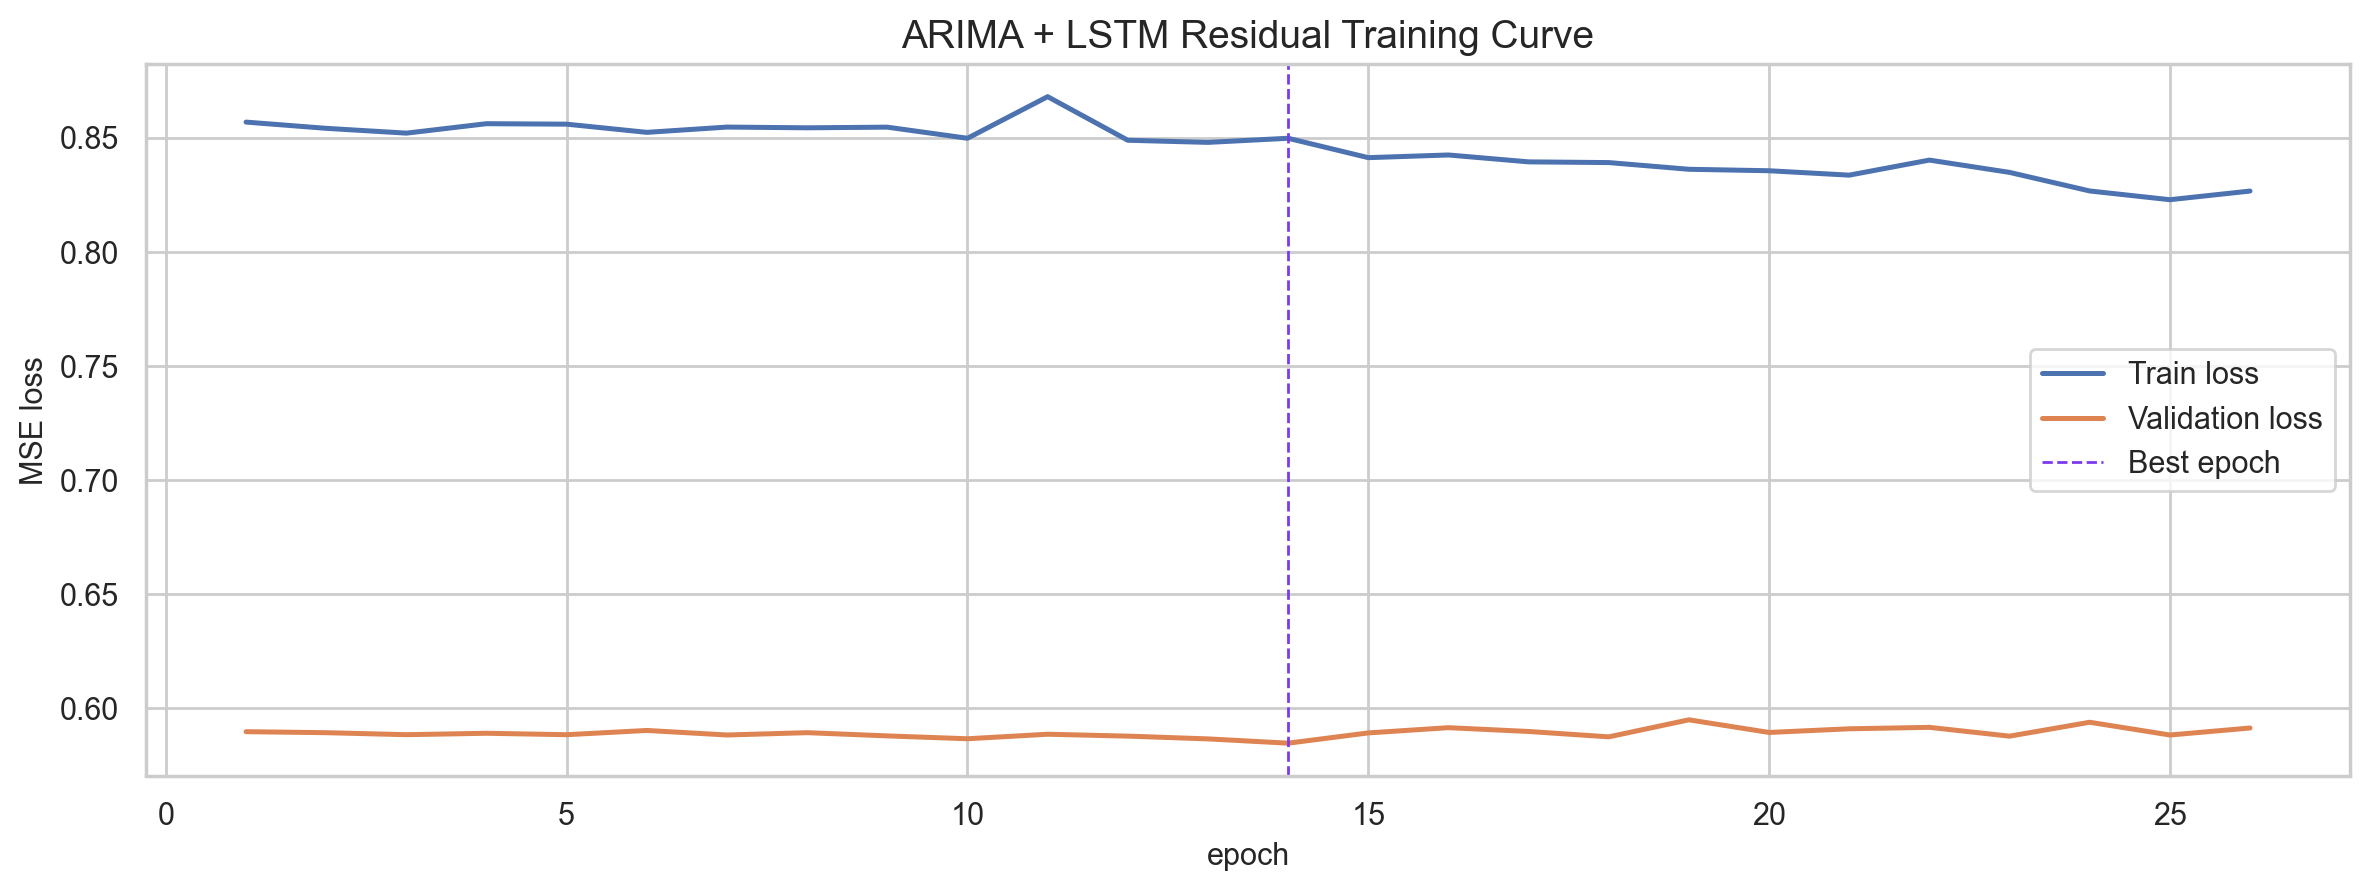 ARIMA + LSTM Residual Training Curve
MSE loss
0.85
0.80
0.75
0.70
0.65
0.60
Train loss
Validation loss
Best epoch
0 5 10 15 20 25
epoch